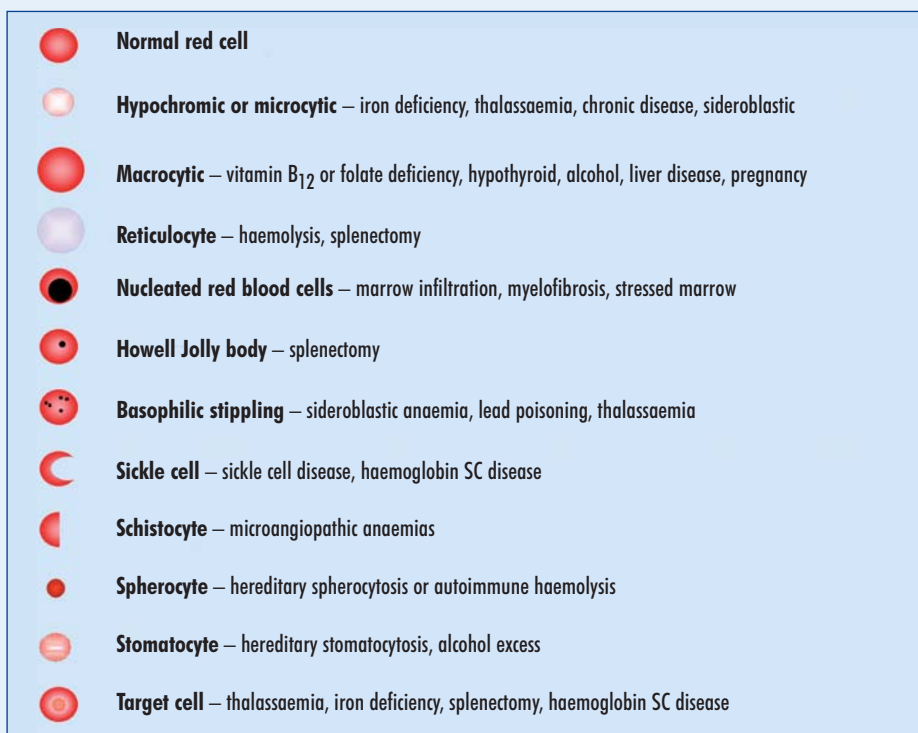 Normal red cell
Hypochromic or microcytic – iron deficiency, thalassaemia, chronic disease, sideroblastic
Macrocytic – vitamin B12 or folate deficiency, hypothyroid, alcohol, liver disease, pregnancy
Reticulocyte – haemolysis, splenectomy
Nucleated red blood cells – marrow infiltration, myelofibrosis, stressed marrow
Howell Jolly body – splenectomy
Basophilic stippling – sideroblastic anaemia, lead poisoning, thalassaemia
Sickle cell – sickle cell disease, haemoglobin SC disease
Schistocyte – microangiopathic anaemias
Spherocyte – hereditary spherocytosis or autoimmune haemolysis
Stomatocyte – hereditary stomatocytosis, alcohol excess
Target cell – thalassaemia, iron deficiency, splenectomy, haemoglobin SC disease